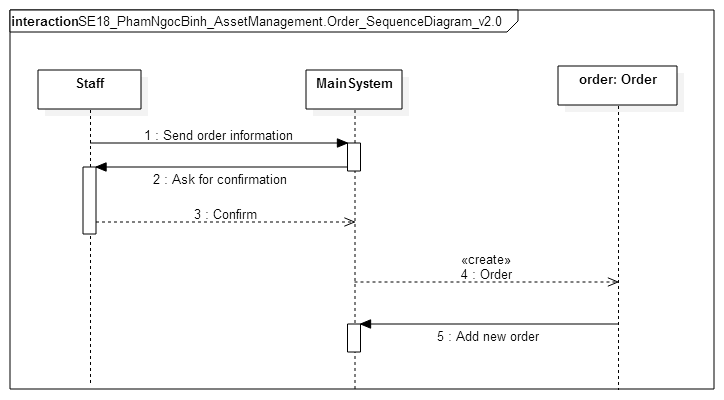 interactionSE18_PhamNgocBinh_AssetManagement.Order_SequenceDiagram_v2.0
Staff
MainSystem
order: Order
1 : Send order information
2 : Ask for confirmation
3 : Confirm
«create»
4 : Order
5 : Add new order